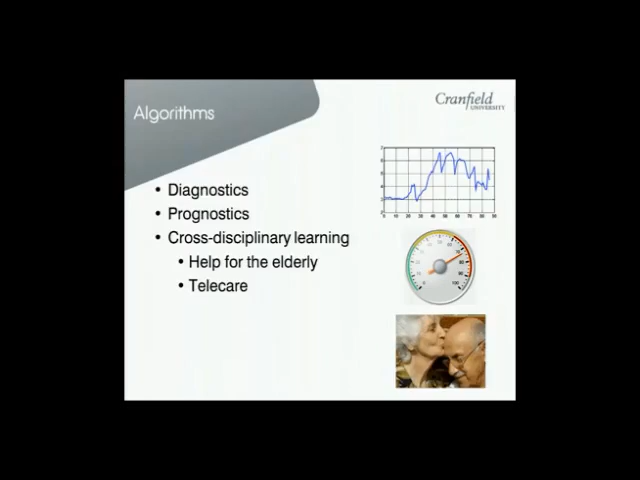 Algorithms
Cranfield
UNIVERSITY
• Diagnostics
• Prognostics
• Cross-disciplinary learning
• Help for the elderly
• Telecare